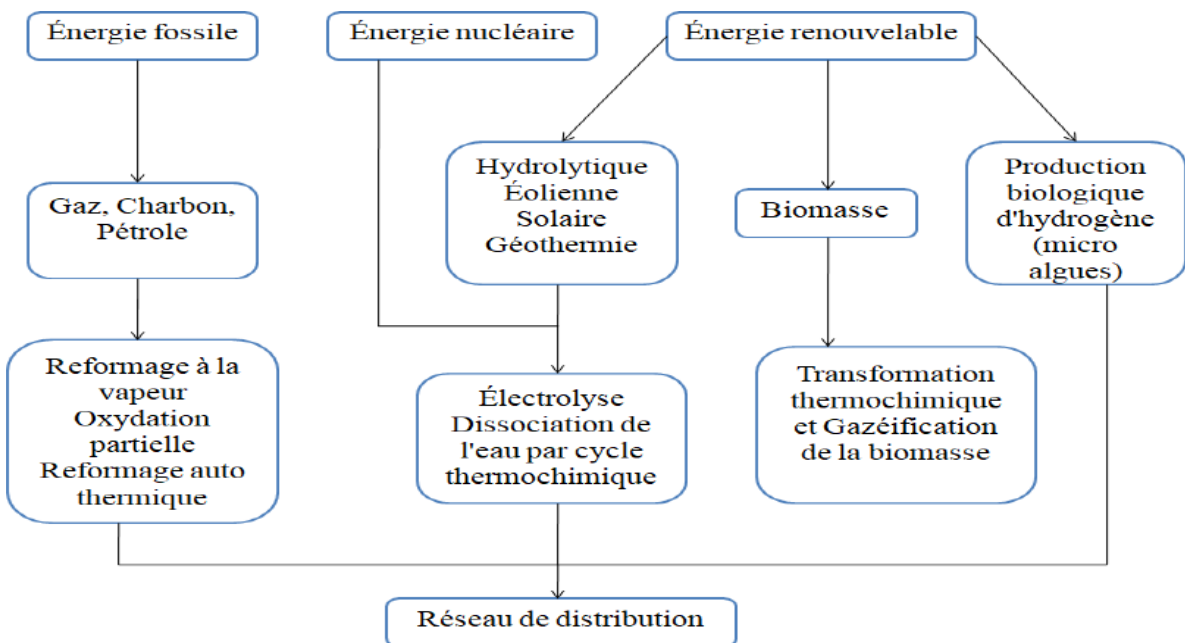 Énergie fossile
Énergie nucléaire
Énergie renouvelable
Gaz, Charbon,
Pétrole
Hydrolytique
Éolienne
Solaire
Géothermie
Biomasse
Production
biologique
d'hydrogène
(micro
algues)
Reformage à la
vapeur
Oxydation
partielle
Reformage auto
thermique
Électrolyse
Dissociation de
l'eau par cycle
thermochimique
Transformation
thermochimique
et Gazéification
de la biomasse
Réseau de distribution